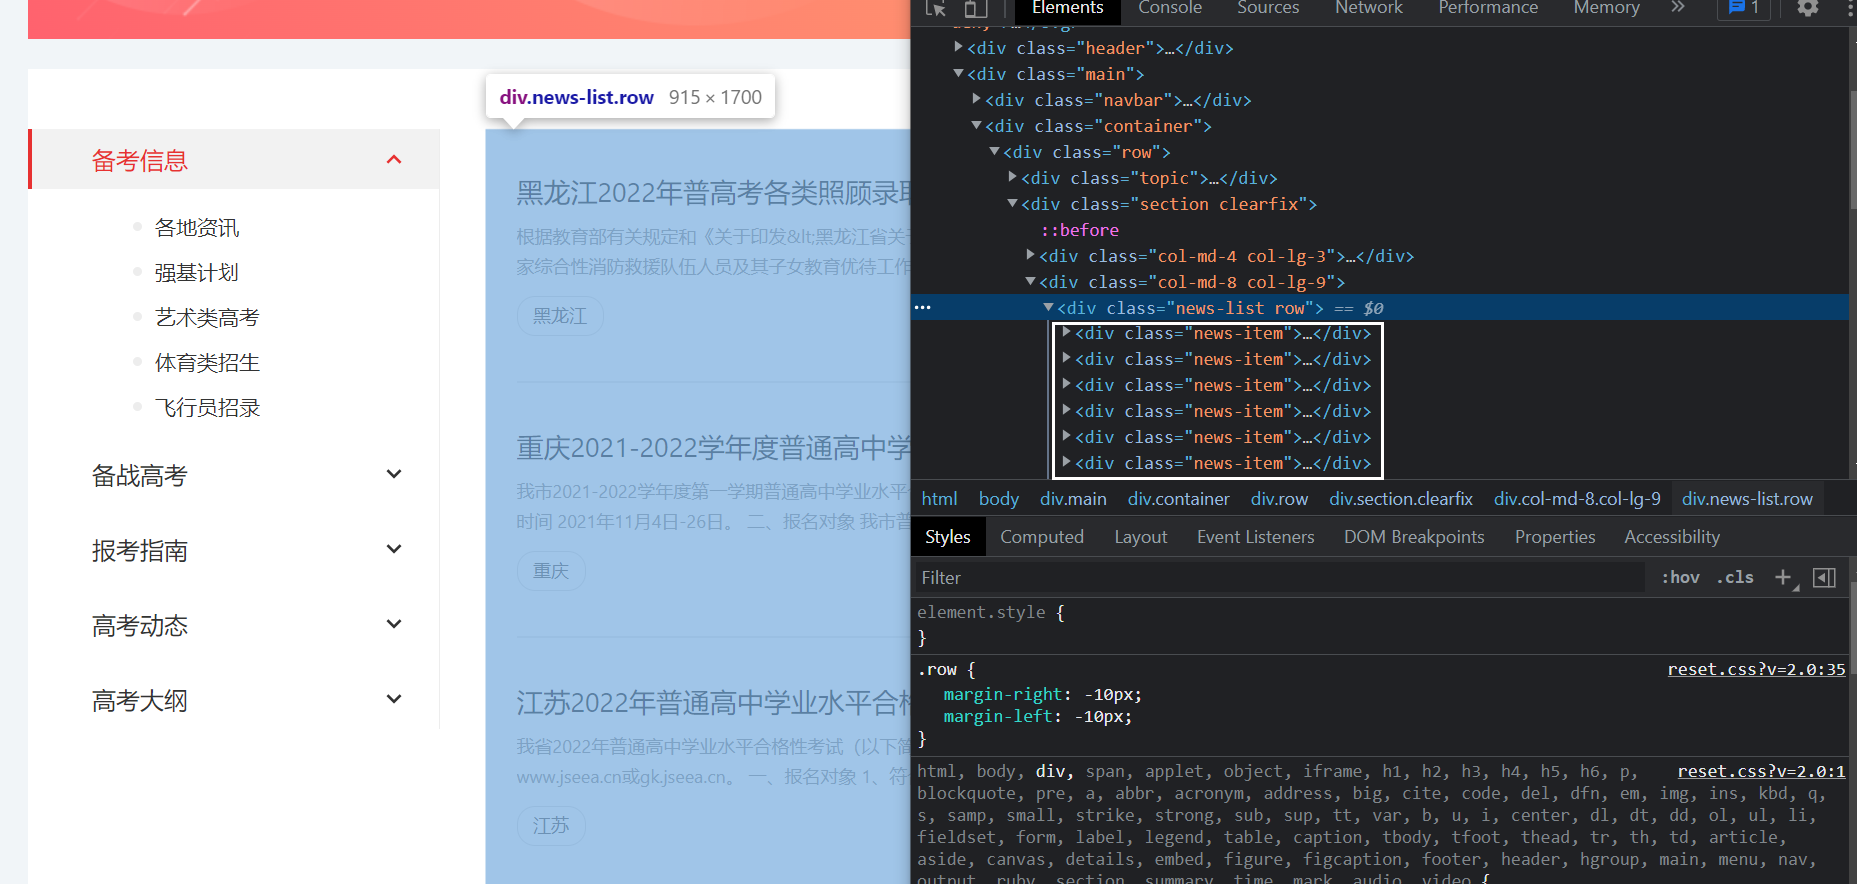 div.news-list.row 915 × 1700
备考信息
各地资讯
强基计划
艺术类高考
体育类招生
飞行员招录
备战高考
报考指南
高考动态
高考大纲
黑龙江2022年普高考各类照顾录
根据教育部有关规定和《关于印发&lt;黑龙江省关
家综合性消防救援队伍人员及其子女教育优待工作
黑龙江
重庆2021-2022学年度普通高中学
我市2021-2022学年度第一学期普通高中学业水平
时间 2021年11月4日-26日。 二、报名对象 我市普
重庆
江苏2022年普通高中学业水平合格
我省2022年普通高中学业水平合格性考试（以下简
www.jseea.cn或gk.jseea.cn。 一、报名对象 1、符
江苏
Elements Console Sources Network Performance Memory » 1
<div class="header">…</div>
<div class="main">
<div class="navbar">…</div>
<div class="container">
<div class="row">
<div class="topic">…</div>
<div class="section clearfix">
::before
<div class="col-md-4 col-lg-3">…</div>
<div class="col-md-8 col-lg-9">
<div class="news-list row"> == $0
<div class="news-item">…</div>
<div class="news-item">…</div>
<div class="news-item">…</div>
<div class="news-item">…</div>
<div class="news-item">…</div>
<div class="news-item">…</div>
html body div.main div.container div.row div.section.clearfix div.col-md-8.col-lg-9 div.news-list.row
Styles Computed Layout Event Listeners DOM Breakpoints Properties Accessibility
Filter :hov .cls +
element.style {
}
.row { reset.css?v=2.0:35
margin-right: -10px;
margin-left: -10px;
}
html, body, div, span, applet, object, iframe, h1, h2, h3, h4, h5, h6, p, reset.css?v=2.0:1
blockquote, pre, a, abbr, acronym, address, big, cite, code, del, dfn, em, img, ins, kbd, q,
s, samp, small, strike, strong, sub, sup, tt, var, b, u, i, center, dl, dt, dd, ol, ul, li,
fieldset, form, label, legend, table, caption, tbody, tfoot, thead, tr, th, td, article,
aside, canvas, details, embed, figure, figcaption, footer, header, hgroup, main, menu, nav,
output, ruby, section, summary, time, mark, audio, video {